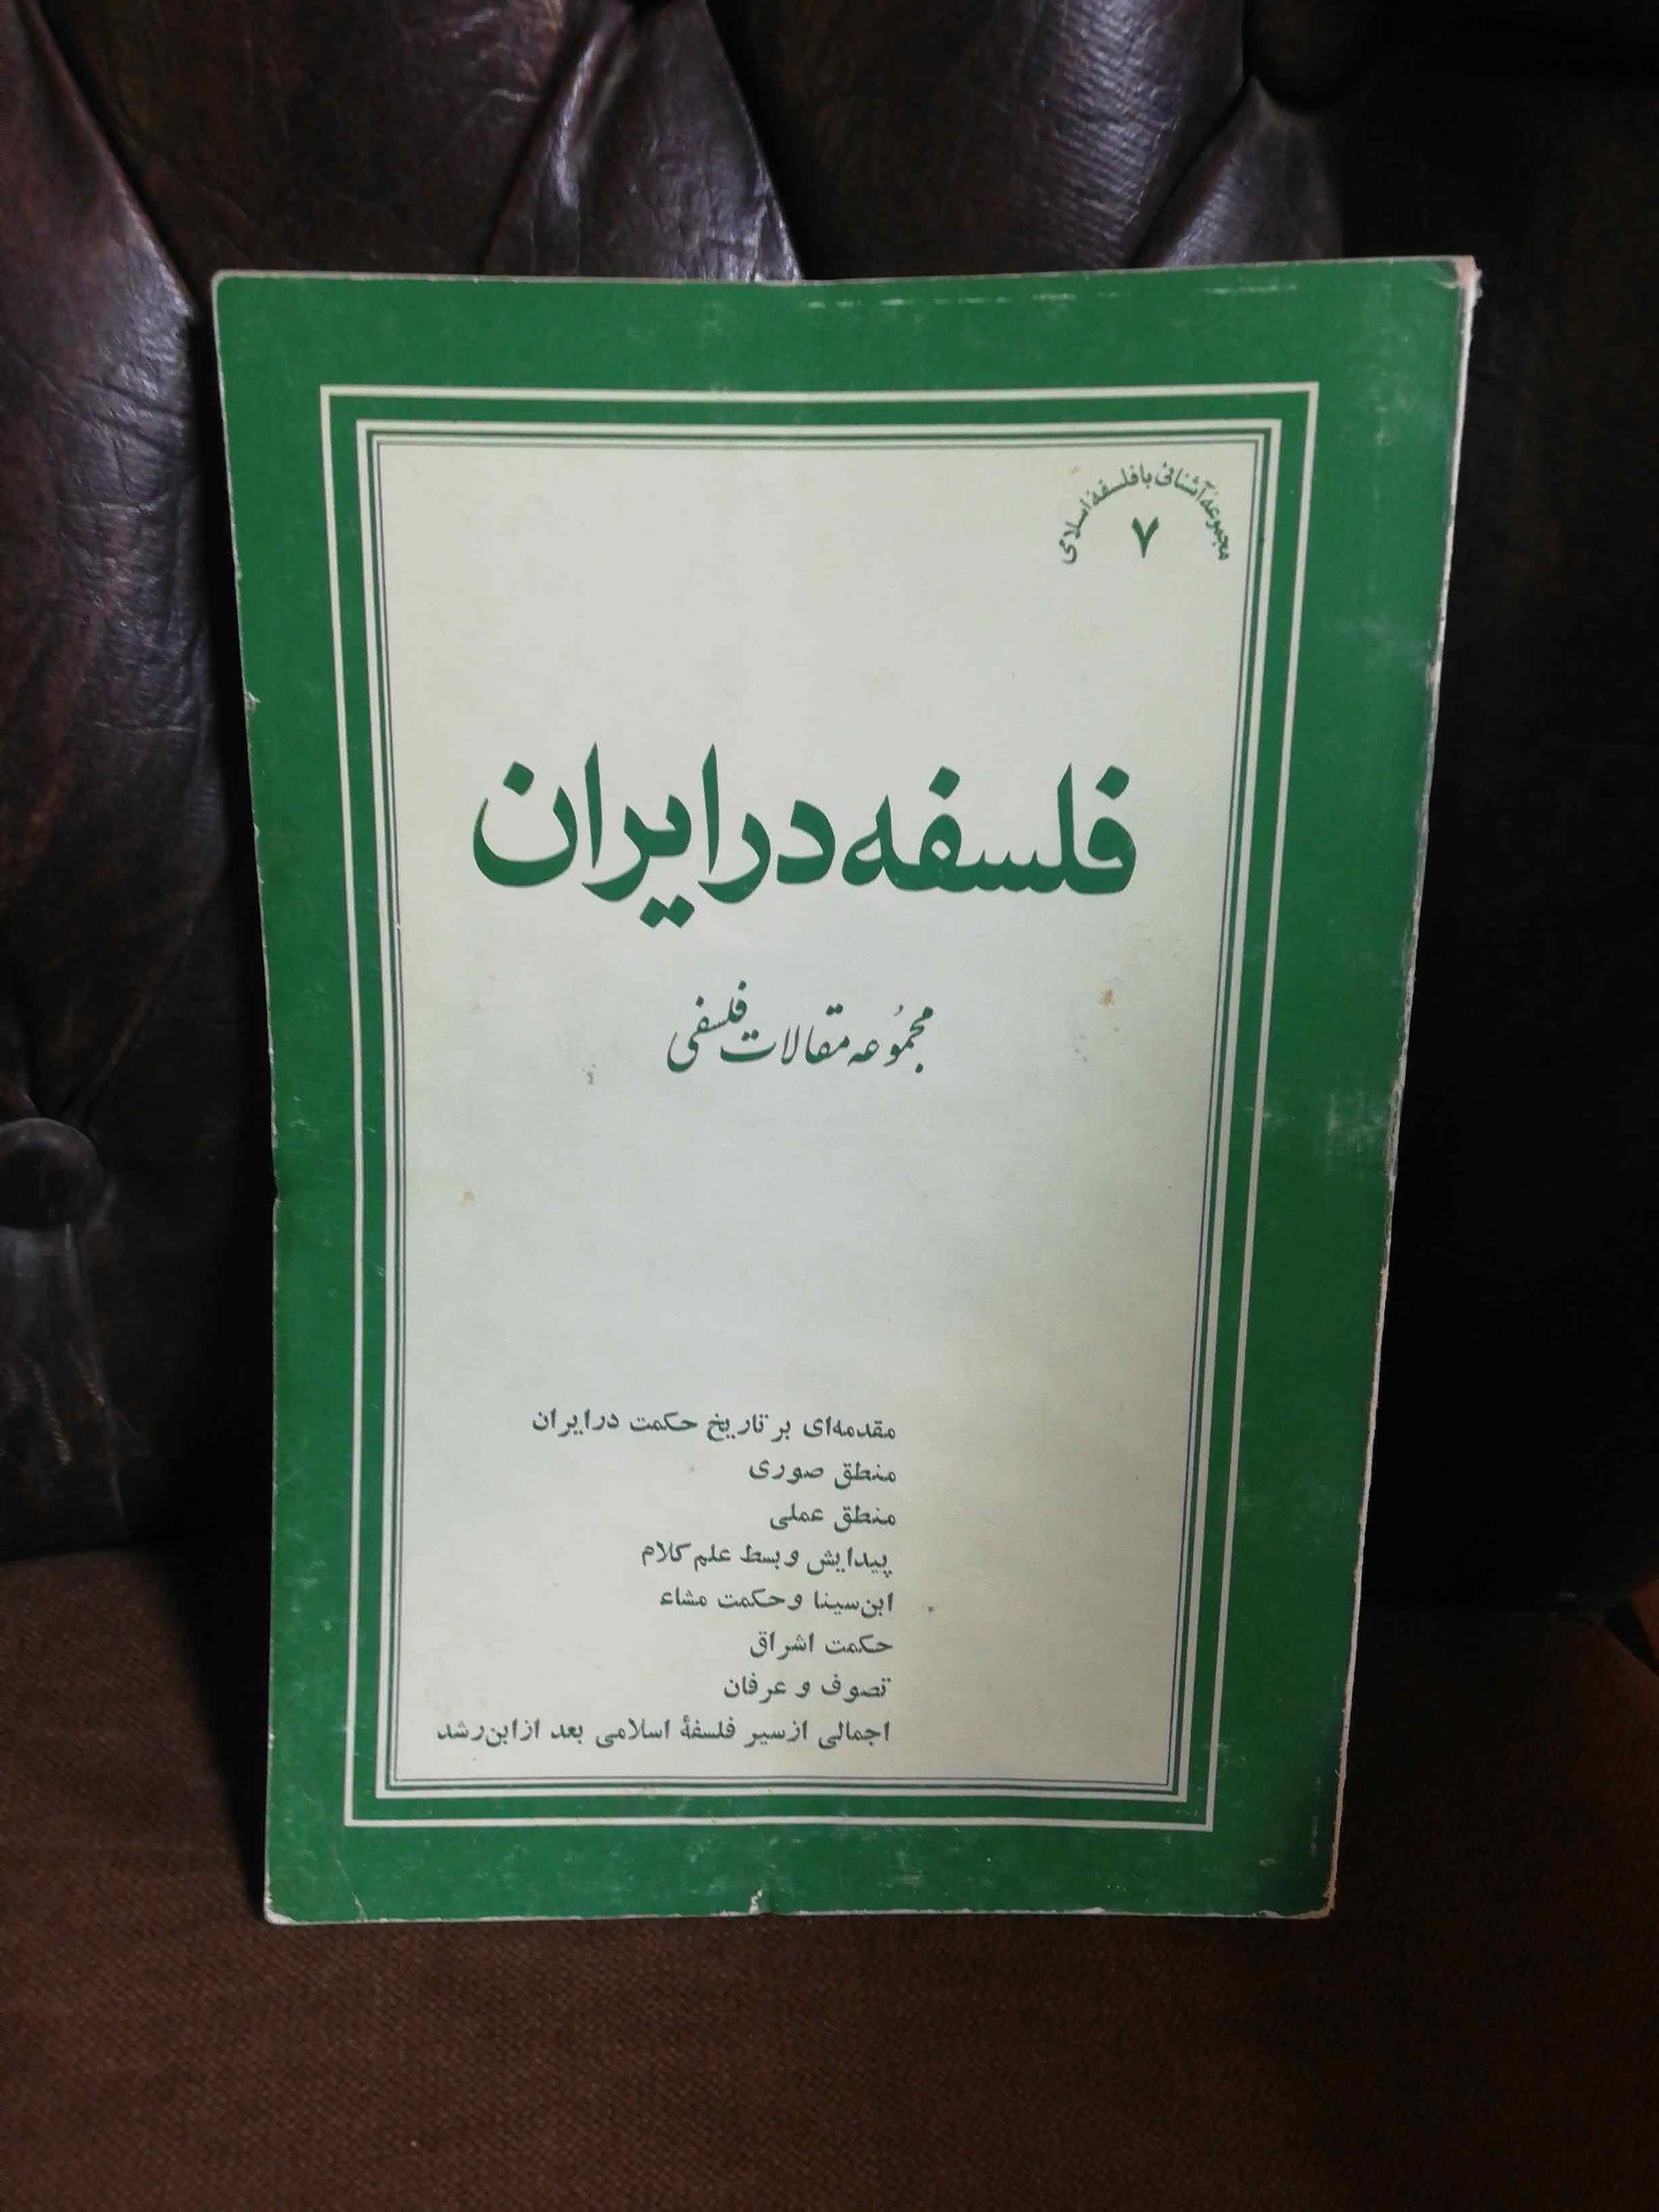 مجموعهٔ آشنائی با فلسفهٔ اسلامی
۷
فلسفه در ایران
مجموعه مقالات فلسفی
مقدمه‌ای بر تاریخ حکمت در ایران
منطق صوری
منطق عملی
پیدایش و بسط علم کلام
ابن‌سینا و حکمت مشاء
حکمت اشراق
تصوف و عرفان
اجمالی از سیر فلسفهٔ اسلامی بعد از ابن‌رشد